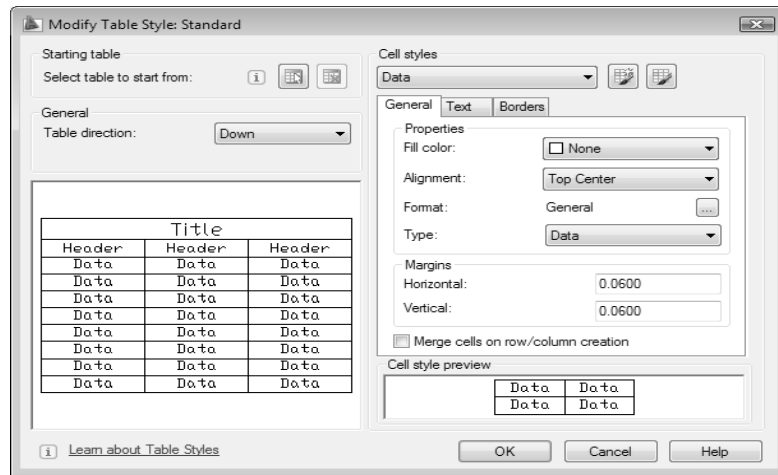 Modify Table Style: Standard
Starting table
Select table to start from:
General
Table direction: Down
Title
Header Header Header
Data Data Data
Data Data Data
Data Data Data
Data Data Data
Data Data Data
Data Data Data
Data Data Data
Data Data Data
Learn about Table Styles
Cell styles
Data
General Text Borders
Properties
Fill color: None
Alignment: Top Center
Format: General ...
Type: Data
Margins
Horizontal: 0.0600
Vertical: 0.0600
Merge cells on row/column creation
Cell style preview
Data Data
Data Data
OK Cancel Help